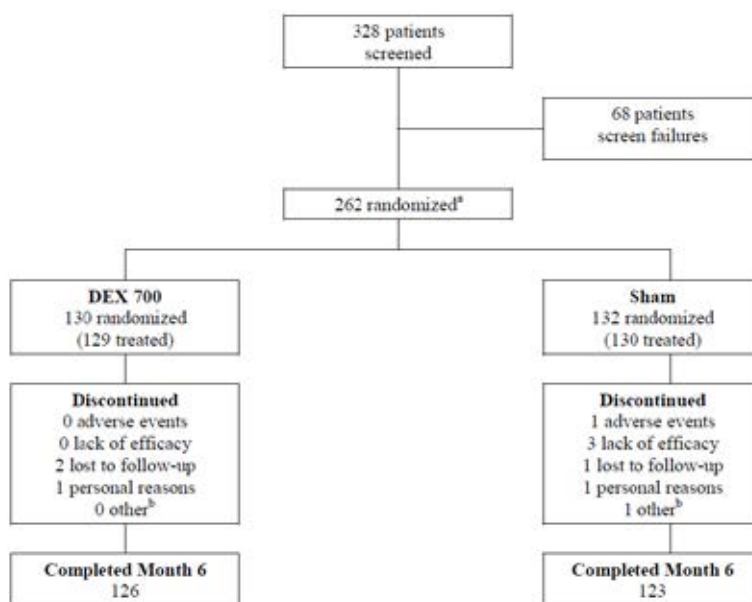 328 patients
screened
68 patients
screen failures
262 randomizedᵃ
DEX 700
130 randomized
(129 treated)
Sham
132 randomized
(130 treated)
Discontinued
0 adverse events
0 lack of efficacy
2 lost to follow-up
1 personal reasons
0 otherᵇ
Discontinued
1 adverse events
3 lack of efficacy
1 lost to follow-up
1 personal reasons
1 otherᵇ
Completed Month 6
126
Completed Month 6
123